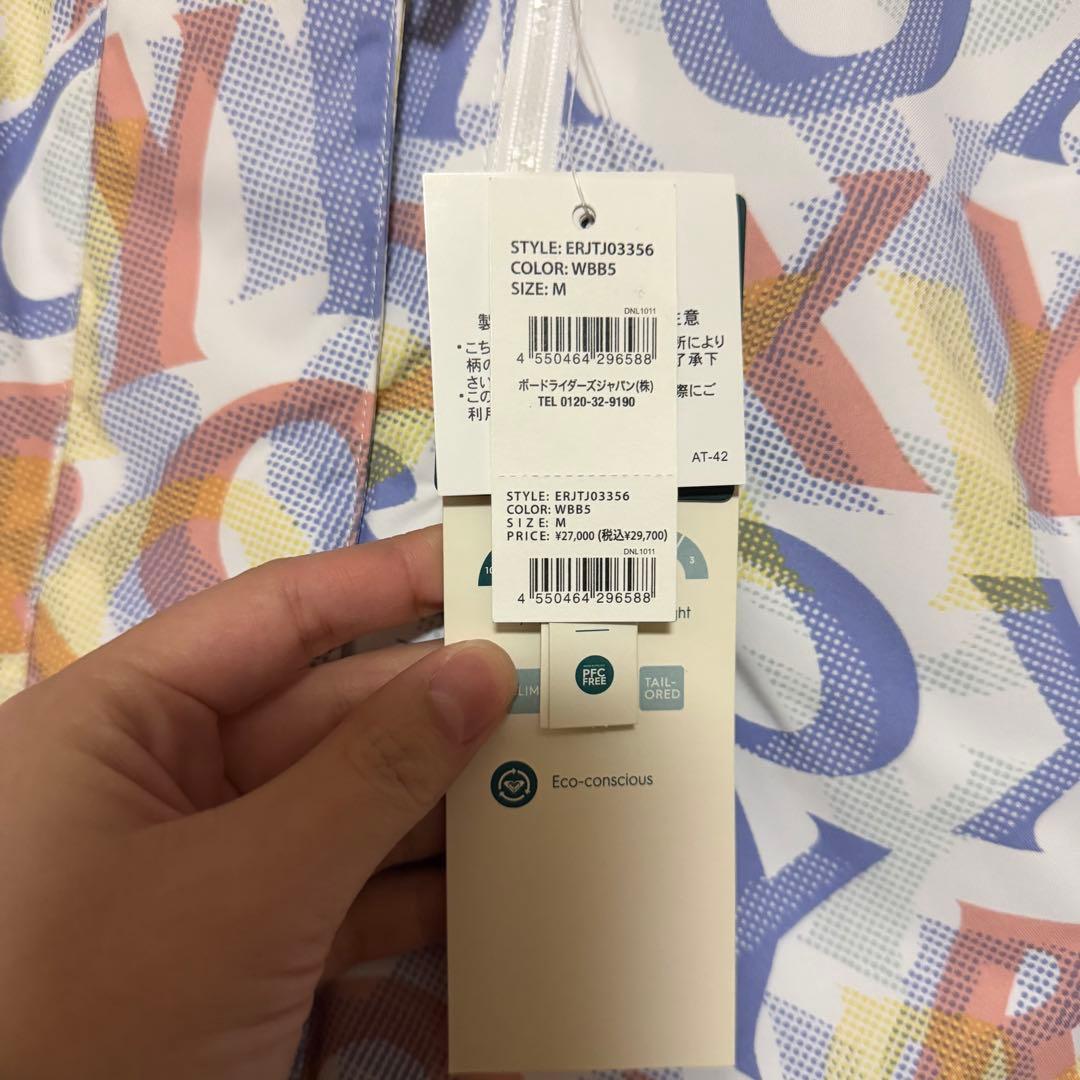 STYLE: ERJTJ03356
COLOR: WBB5
SIZE: M
DNL1011
4 550464 296588
ボードライダーズジャパン(株)
TEL 0120-32-9190
STYLE: ERJTJ03356
COLOR: WBB5
SIZE: M
PRICE: ¥27,000 (税込¥29,700)
DNL1011
4 550464 296588
製 意
•こち 所により
柄の 了承下
さい
•この 際にご
利用
AT-42
10 3
ght
PFC
FREE
LIM
TAIL-
ORED
Eco-conscious